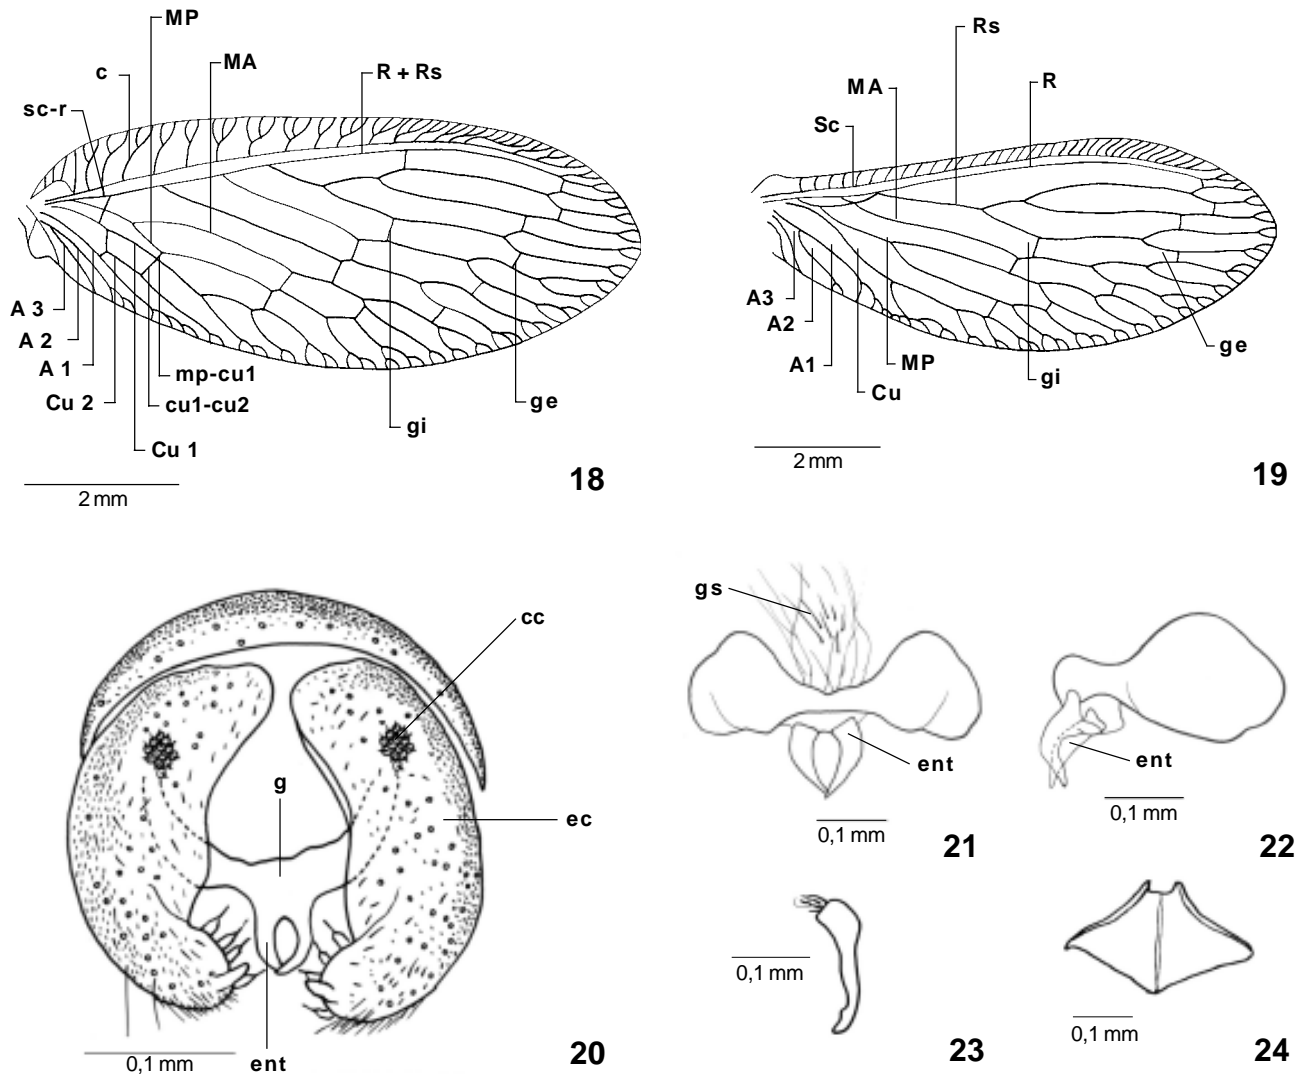 MP
MA
c
R + Rs
sc-r
A 3
A 2
A 1
mp-cu1
Cu 2
cu1-cu2
Cu 1
gi
ge
2 mm
18
Rs
MA
R
Sc
A3
A2
A1
MP
Cu
gi
ge
2 mm
19
cc
g
ec
ent
0,1 mm
20
gs
ent
0,1 mm
21
ent
0,1 mm
22
0,1 mm
23
0,1 mm
24